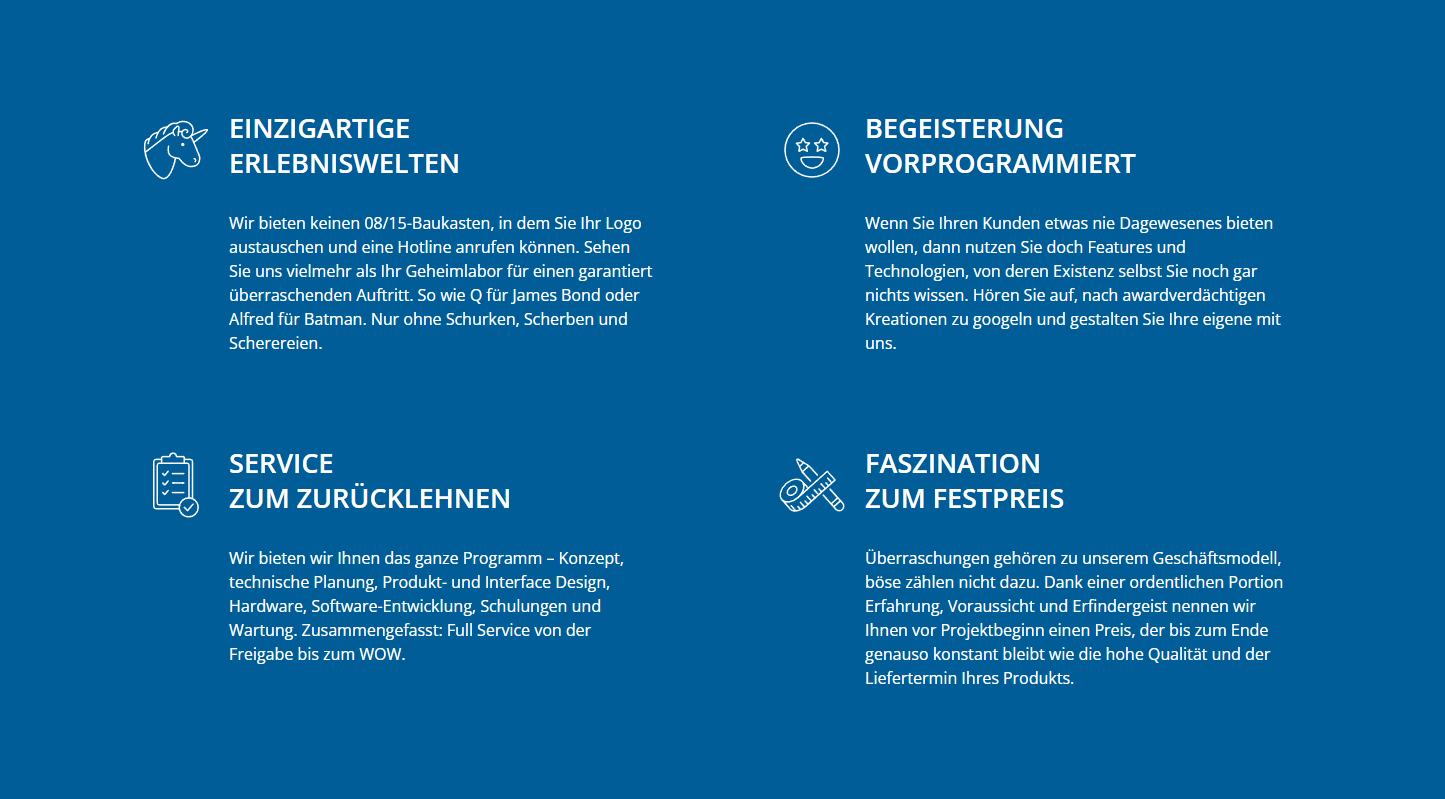 EINZIGARTIGE
ERLEBNISWELTEN
Wir bieten keinen 08/15-Baukasten, in dem Sie Ihr Logo
austauschen und eine Hotline anrufen können. Sehen
Sie uns vielmehr als Ihr Geheimlabor für einen garantiert
überraschenden Auftritt. So wie Q für James Bond oder
Alfred für Batman. Nur ohne Schurken, Scherben und
Scherereien.
BEGEISTERUNG
VORPROGRAMMIERT
Wenn Sie Ihren Kunden etwas nie Dagewesenes bieten
wollen, dann nutzen Sie doch Features und
Technologien, von deren Existenz selbst Sie noch gar
nichts wissen. Hören Sie auf, nach awardverdächtigen
Kreationen zu googeln und gestalten Sie Ihre eigene mit
uns.
SERVICE
ZUM ZURÜCKLEHNEN
Wir bieten wir Ihnen das ganze Programm – Konzept,
technische Planung, Produkt- und Interface Design,
Hardware, Software-Entwicklung, Schulungen und
Wartung. Zusammengefasst: Full Service von der
Freigabe bis zum WOW.
FASZINATION
ZUM FESTPREIS
Überraschungen gehören zu unserem Geschäftsmodell,
böse zählen nicht dazu. Dank einer ordentlichen Portion
Erfahrung, Voraussicht und Erfindergeist nennen wir
Ihnen vor Projektbeginn einen Preis, der bis zum Ende
genauso konstant bleibt wie die hohe Qualität und der
Liefertermin Ihres Produkts.